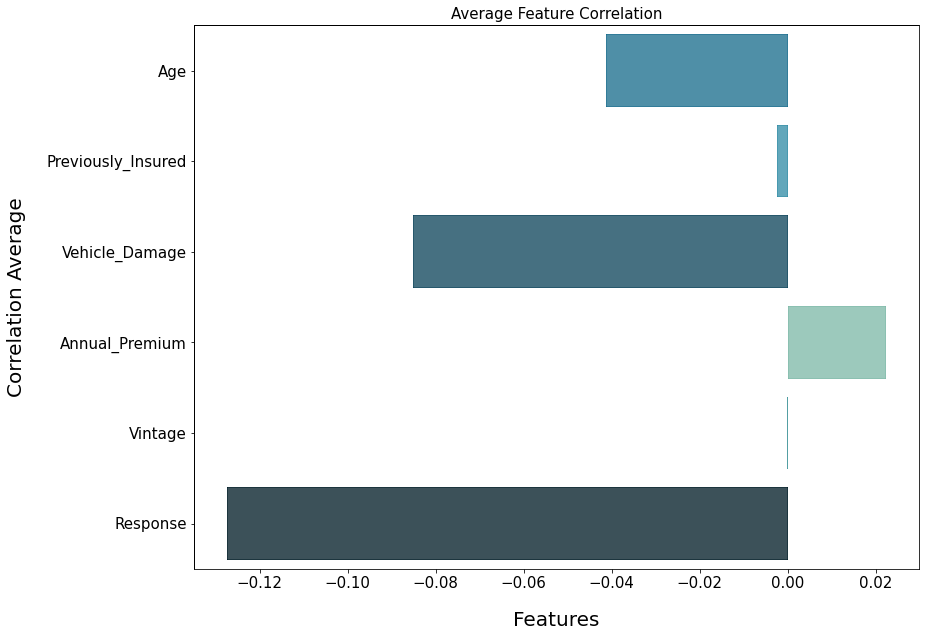 Average Feature Correlation
Age
Previously_Insured
Vehicle_Damage
Annual_Premium
Vintage
Response
Correlation Average
−0.12 −0.10 −0.08 −0.06 −0.04 −0.02 0.00 0.02
Features